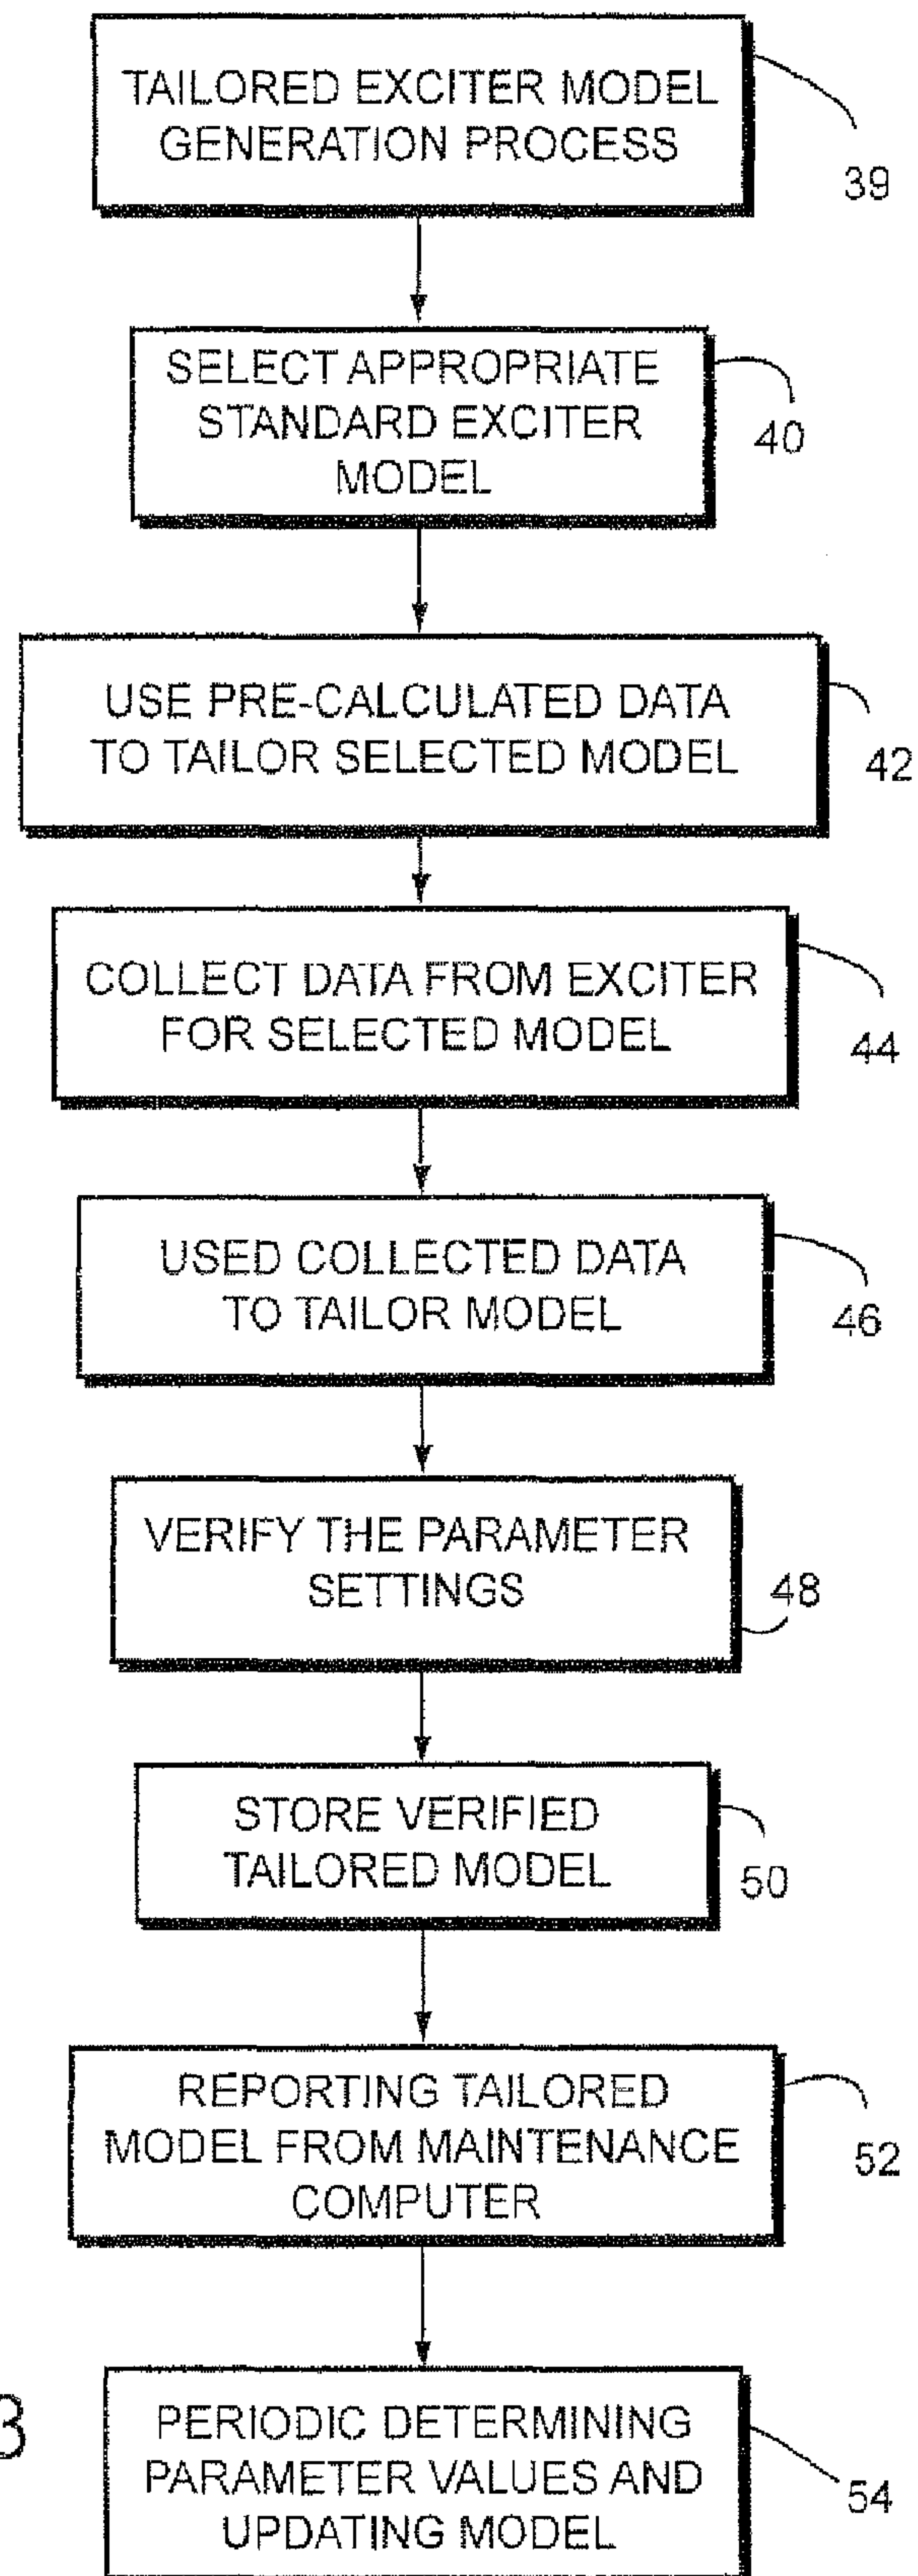 TAILORED EXCITER MODEL
GENERATION PROCESS
39
SELECT APPROPRIATE
STANDARD EXCITER
MODEL
40
USE PRE-CALCULATED DATA
TO TAILOR SELECTED MODEL
42
COLLECT DATA FROM EXCITER
FOR SELECTED MODEL
44
USED COLLECTED DATA
TO TAILOR MODEL
46
VERIFY THE PARAMETER
SETTINGS
48
STORE VERIFIED
TAILORED MODEL
50
REPORTING TAILORED
MODEL FROM MAINTENANCE
COMPUTER
52
3
PERIODIC DETERMINING
PARAMETER VALUES AND
UPDATING MODEL
54